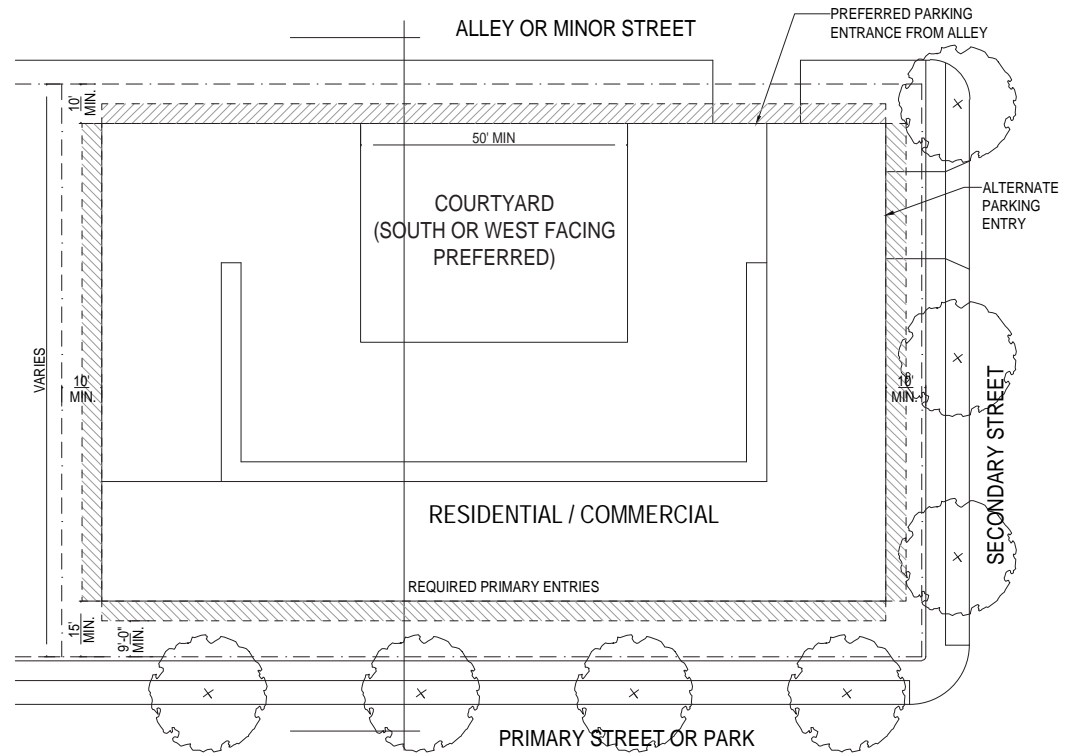 ALLEY OR MINOR STREET
PREFERRED PARKING
ENTRANCE FROM ALLEY
10'
MIN.
50' MIN
COURTYARD
(SOUTH OR WEST FACING
PREFERRED)
ALTERNATE
PARKING
ENTRY
VARIES
10'
MIN.
10'
MIN.
SECONDARY STREET
RESIDENTIAL / COMMERCIAL
REQUIRED PRIMARY ENTRIES
15'
MIN.
9'-0"
MIN.
PRIMARY STREET OR PARK